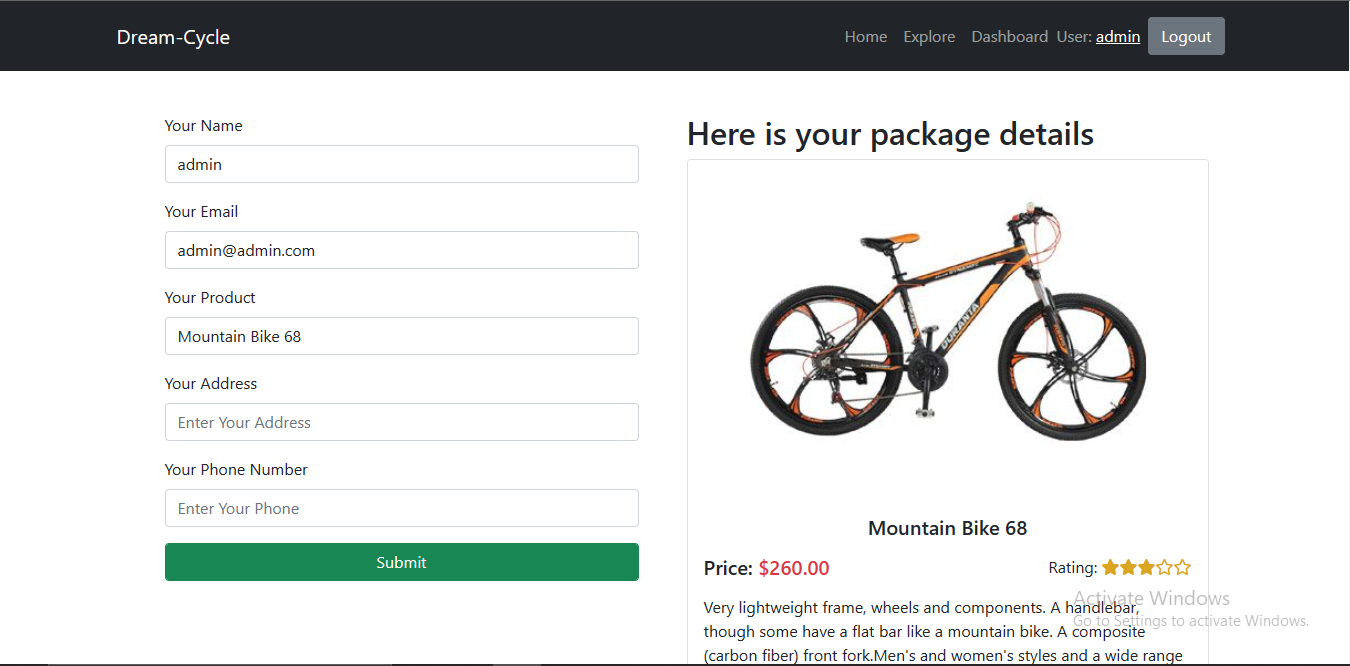 Dream-Cycle
Home Explore Dashboard User: admin Logout
Your Name
admin
Your Email
admin@admin.com
Your Product
Mountain Bike 68
Your Address
Enter Your Address
Your Phone Number
Enter Your Phone
Submit
Here is your package details
DURANTA
Mountain Bike 68
Price: $260.00
Rating:
Very lightweight frame, wheels and components. A handlebar,
though some have a flat bar like a mountain bike. A composite
(carbon fiber) front fork.Men's and women's styles and a wide range
Activate Windows
Go to Settings to activate Windows.